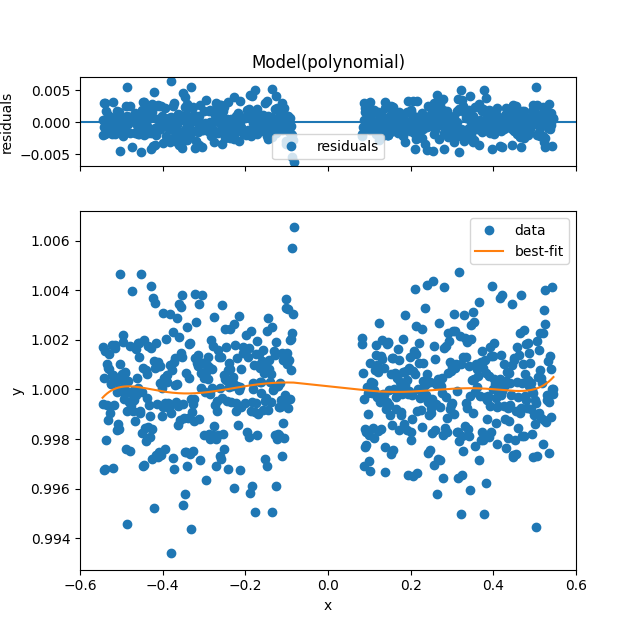 Model(polynomial)
residuals
0.005
0.000
−0.005
residuals
y
1.006
1.004
1.002
1.000
0.998
0.996
0.994
data
best-fit
−0.6
−0.4
−0.2
0.0
0.2
0.4
0.6
x